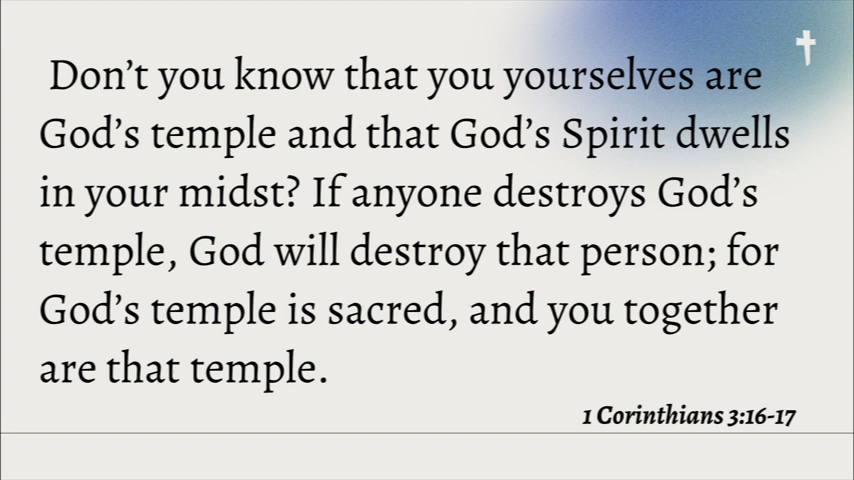 Don’t you know that you yourselves are
God’s temple and that God’s Spirit dwells
in your midst? If anyone destroys God’s
temple, God will destroy that person; for
God’s temple is sacred, and you together
are that temple.
1 Corinthians 3:16-17